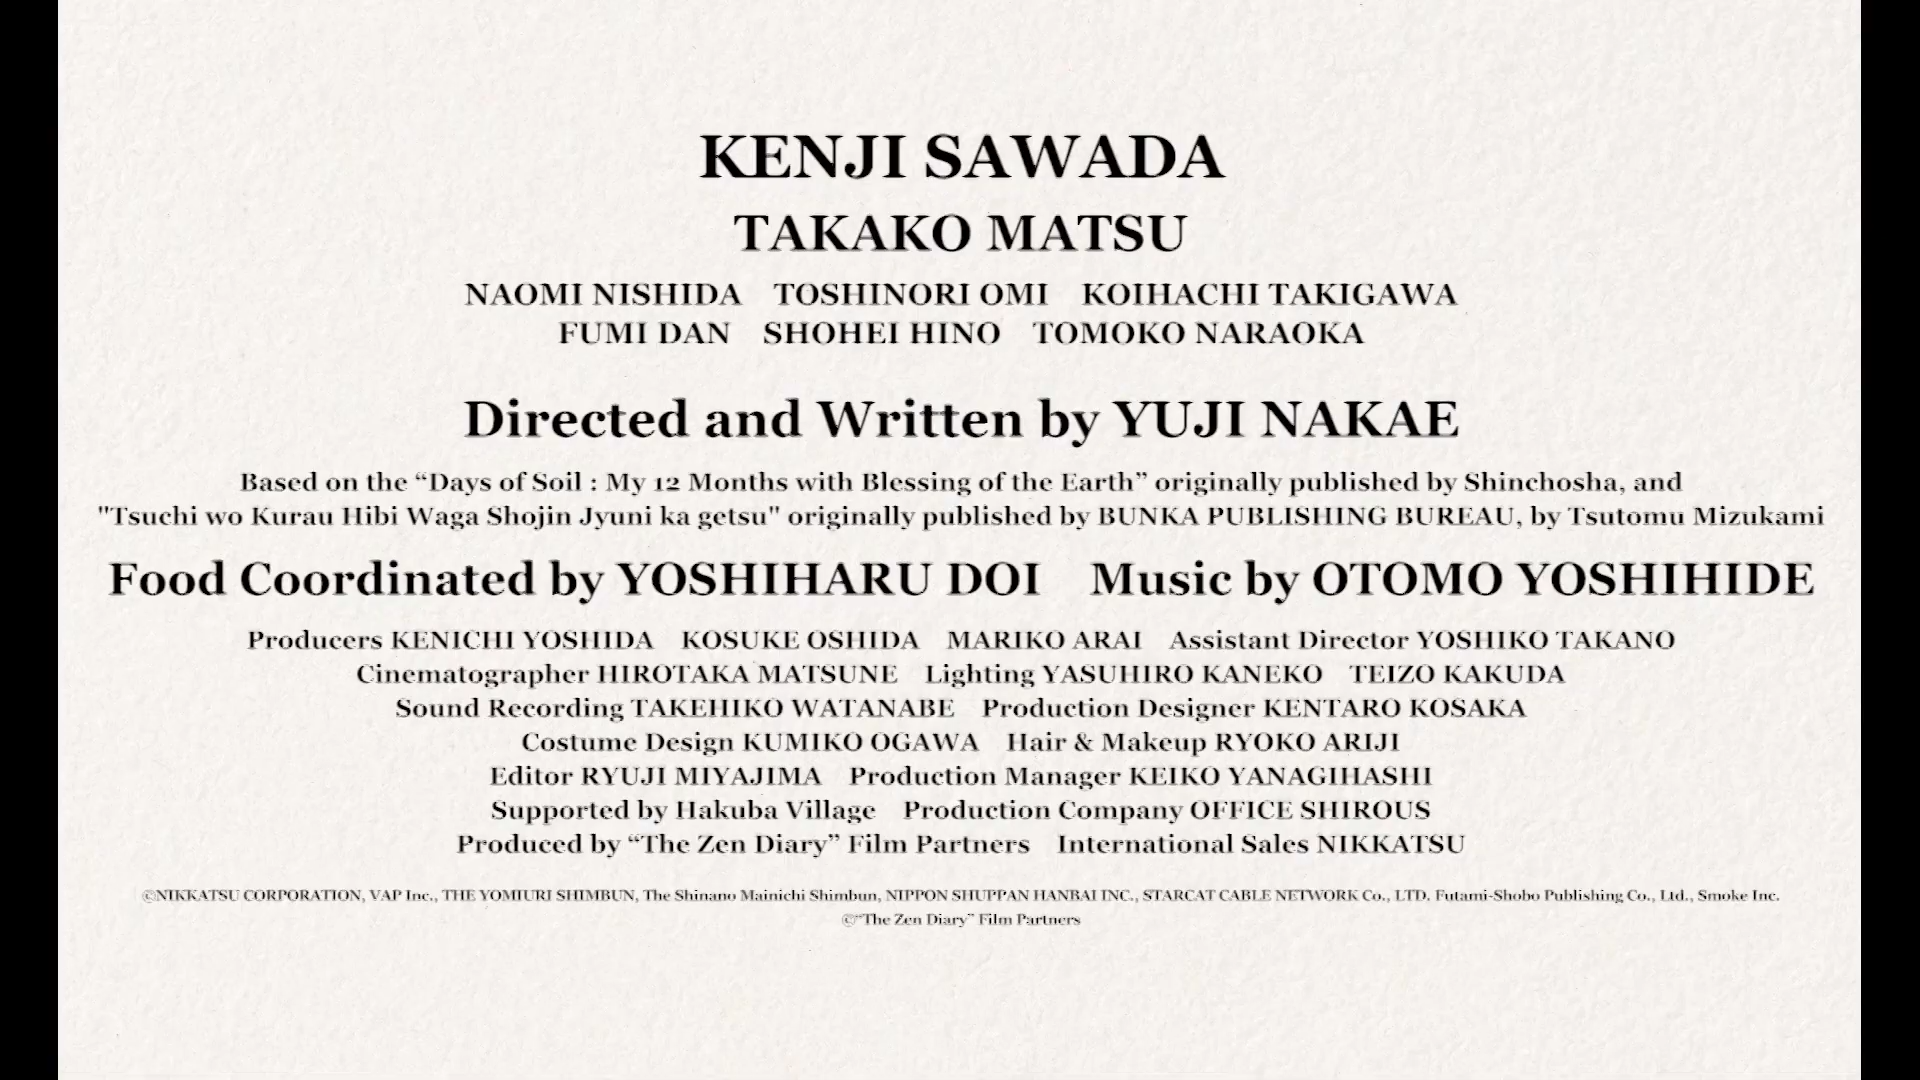 KENJI SAWADA
TAKAKO MATSU
NAOMI NISHIDA TOSHINORI OMI KOIHACHI TAKIGAWA
FUMI DAN SHOHEI HINO TOMOKO NARAOKA
Directed and Written by YUJI NAKAE
Based on the “Days of Soil : My 12 Months with Blessing of the Earth” originally published by Shinchosha, and
"Tsuchi wo Kurau Hibi Waga Shojin Jyuni ka getsu" originally published by BUNKA PUBLISHING BUREAU, by Tsutomu Mizukami
Food Coordinated by YOSHIHARU DOI Music by OTOMO YOSHIHIDE
Producers KENICHI YOSHIDA KOSUKE OSHIDA MARIKO ARAI Assistant Director YOSHIKO TAKANO
Cinematographer HIROTAKA MATSUNE Lighting YASUHIRO KANEKO TEIZO KAKUDA
Sound Recording TAKEHIKO WATANABE Production Designer KENTARO KOSAKA
Costume Design KUMIKO OGAWA Hair & Makeup RYOKO ARIJI
Editor RYUJI MIYAJIMA Production Manager KEIKO YANAGIHASHI
Supported by Hakuba Village Production Company OFFICE SHIROUS
Produced by “The Zen Diary” Film Partners International Sales NIKKATSU
©NIKKATSU CORPORATION, VAP Inc., THE YOMIURI SHIMBUN, The Shinano Mainichi Shimbun, NIPPON SHUPPAN HANBAI INC., STARCAT CABLE NETWORK Co., LTD. Futami-Shobo Publishing Co., Ltd., Smoke Inc.
©“The Zen Diary” Film Partners